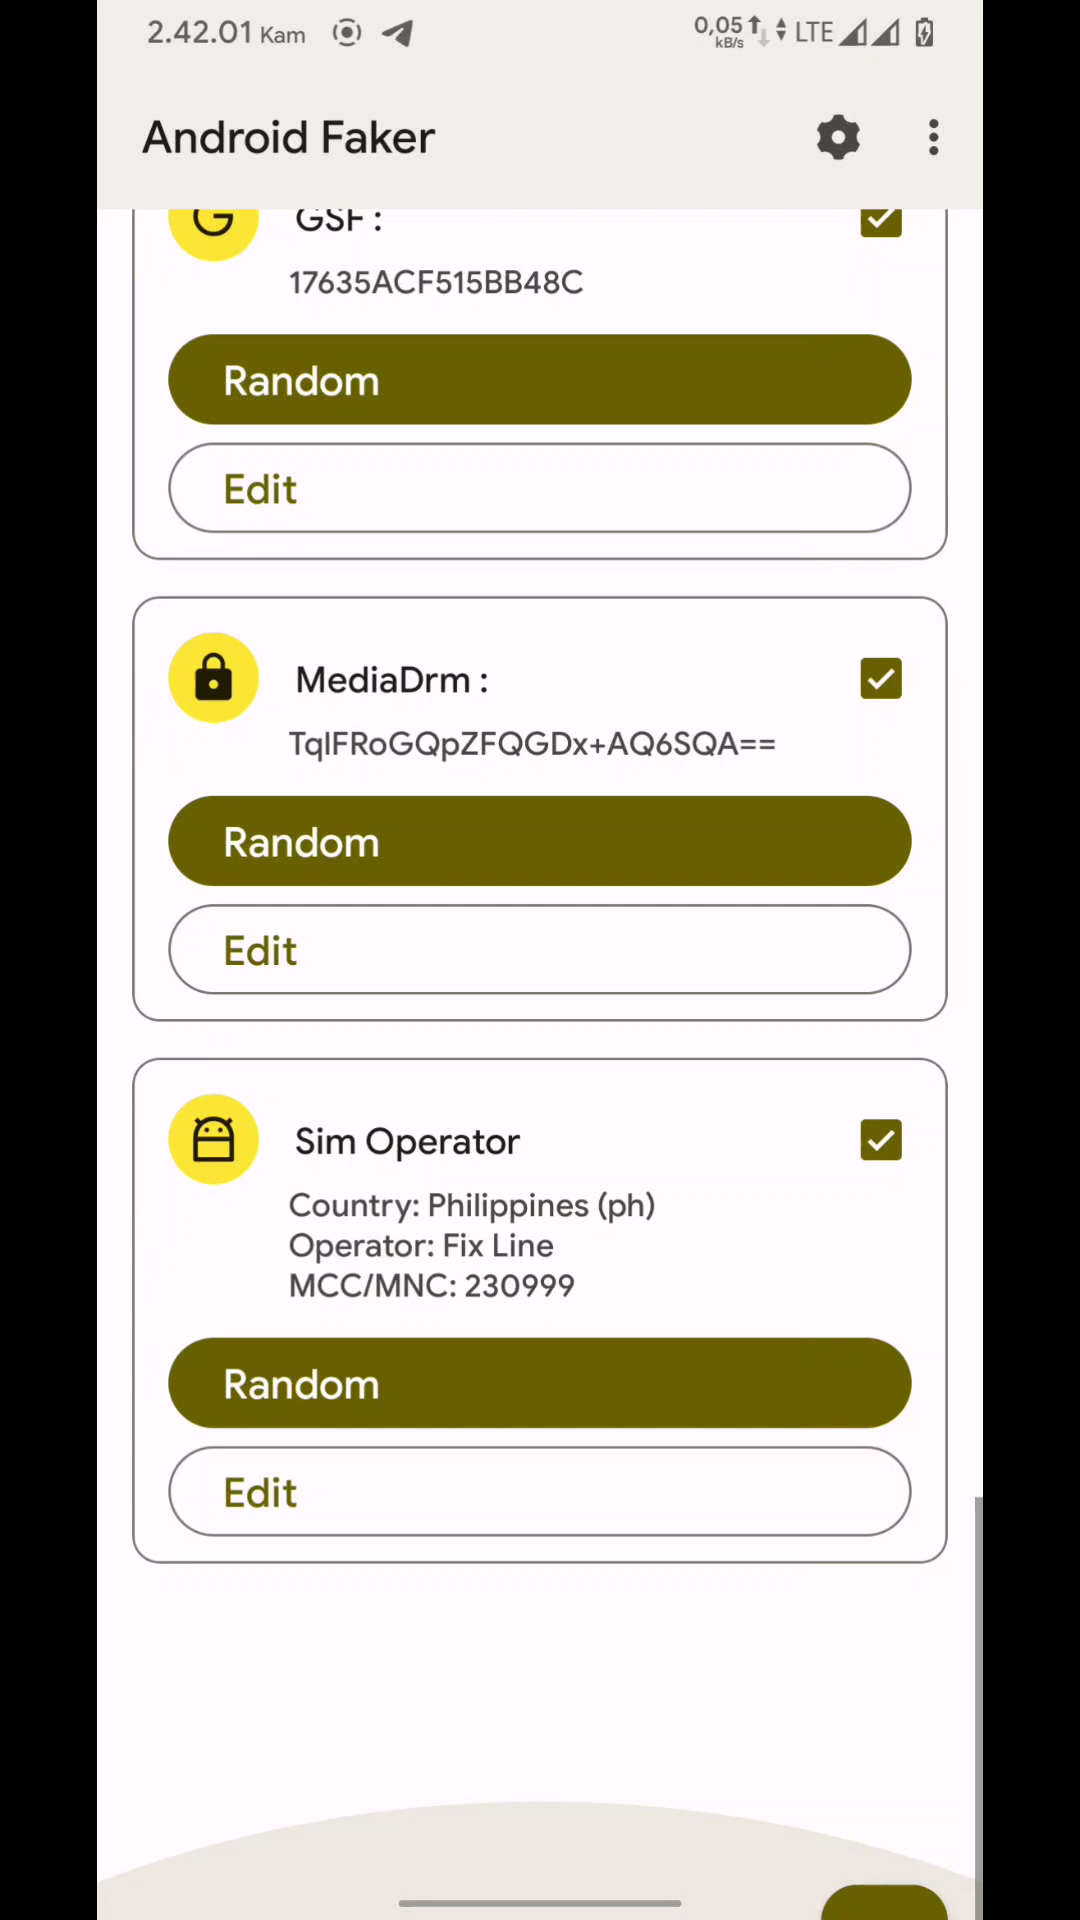 2.42.01 Kam
0,05 kB/s LTE
Android Faker
GSF :
17635ACF515BB48C
Random
Edit
MediaDrm :
TqlFRoGQpZFQGDx+AQ6SQA==
Random
Edit
Sim Operator
Country: Philippines (ph)
Operator: Fix Line
MCC/MNC: 230999
Random
Edit